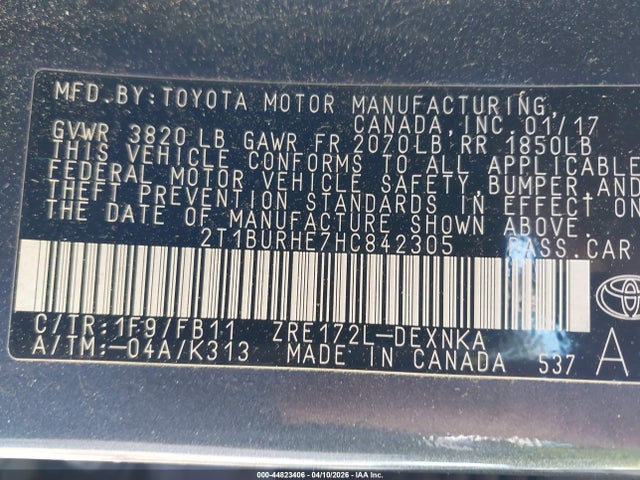 MFD. BY: TOYOTA MOTOR MANUFACTURING,
CANADA, INC. 01/17
GVWR 3820 LB GAWR FR 2070LB RR 1850LB
THIS VEHICLE CONFORMS TO ALL APPLICABLE
FEDERAL MOTOR VEHICLE SAFETY, BUMPER, AND
THEFT PREVENTION STANDARDS IN EFFECT ON
THE DATE OF MANUFACTURE SHOWN ABOVE.
2T1BURHE7HC842305 PASS. CAR
C/TR: 1F9/FB11 ZRE172L-DEXNKA
A/TM: -04A/K313 MADE IN CANADA 537 A
000-44823406 - 04/10/2026 - IAA Inc.